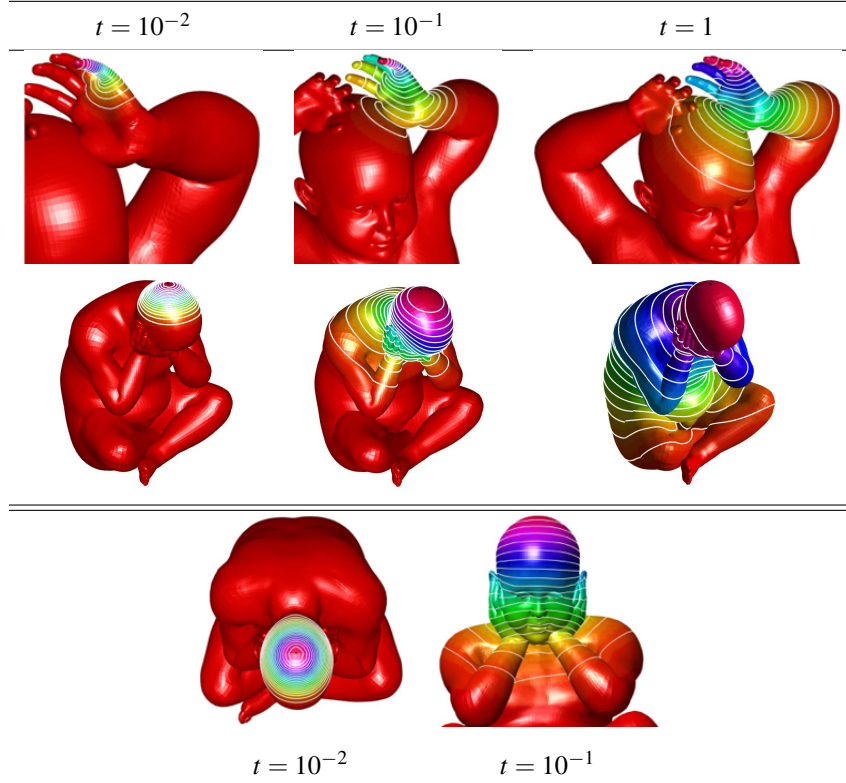 t = 10⁻² t = 10⁻¹ t = 1
t = 10⁻² t = 10⁻¹